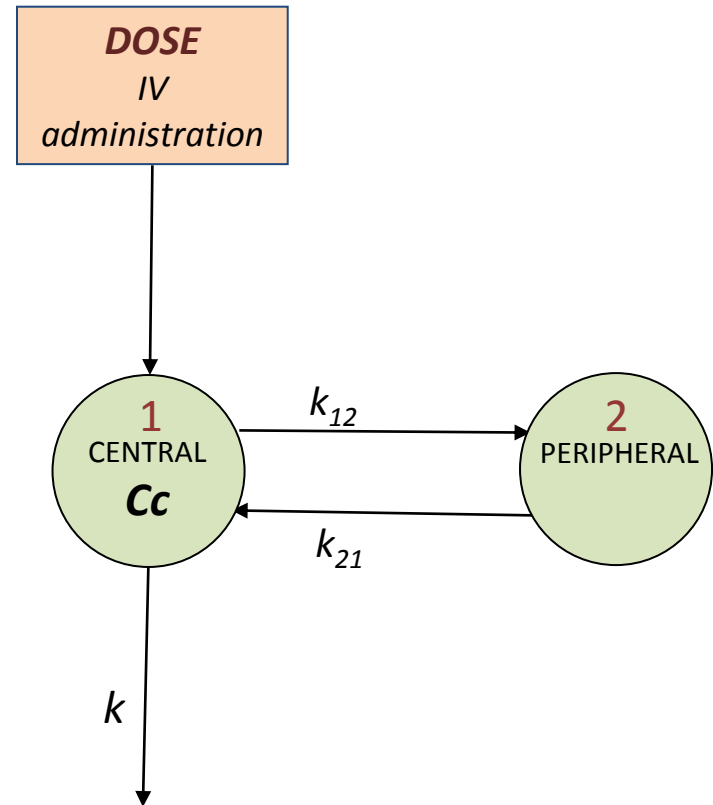 DOSE
IV
administration
1
CENTRAL
Cc
k₁₂
2
PERIPHERAL
k₂₁
k